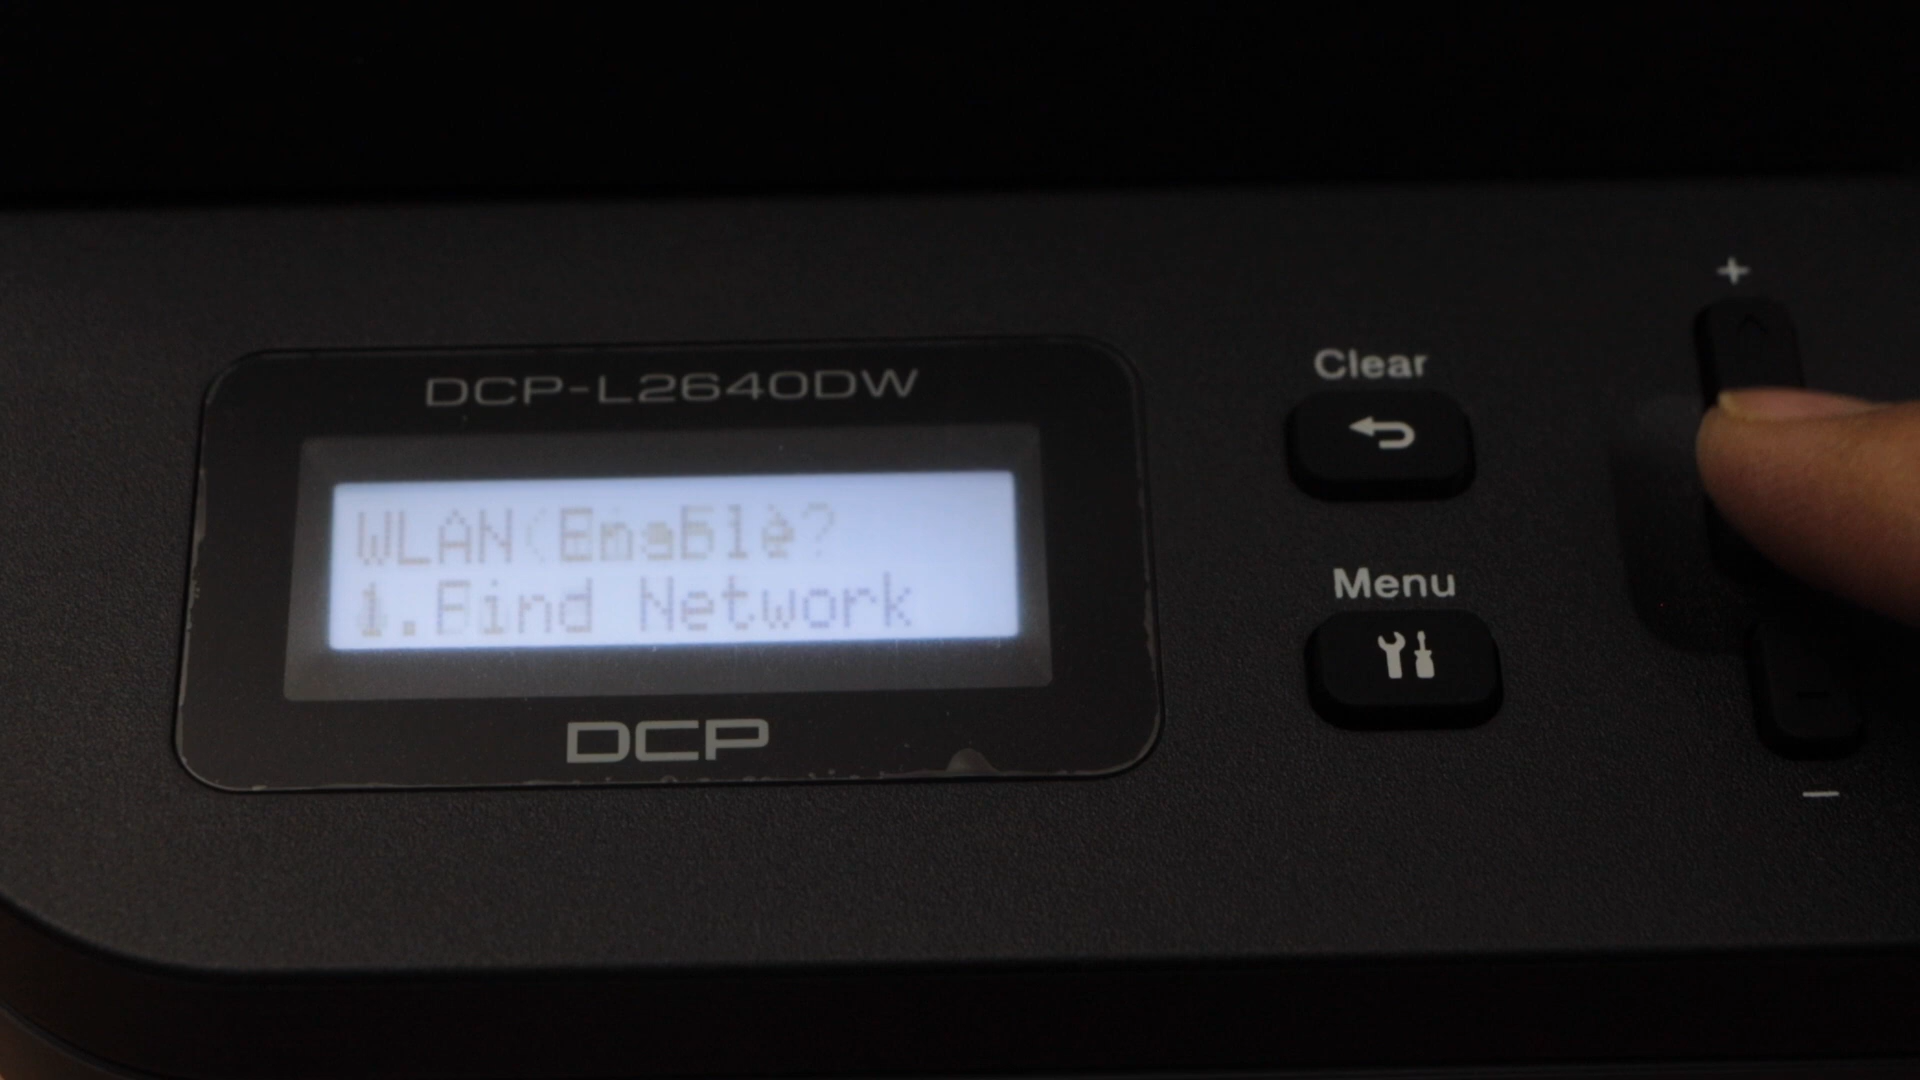 DCP-L2640DW
WLAN Enable?
1.Find Network
DCP
Clear
Menu
+
−